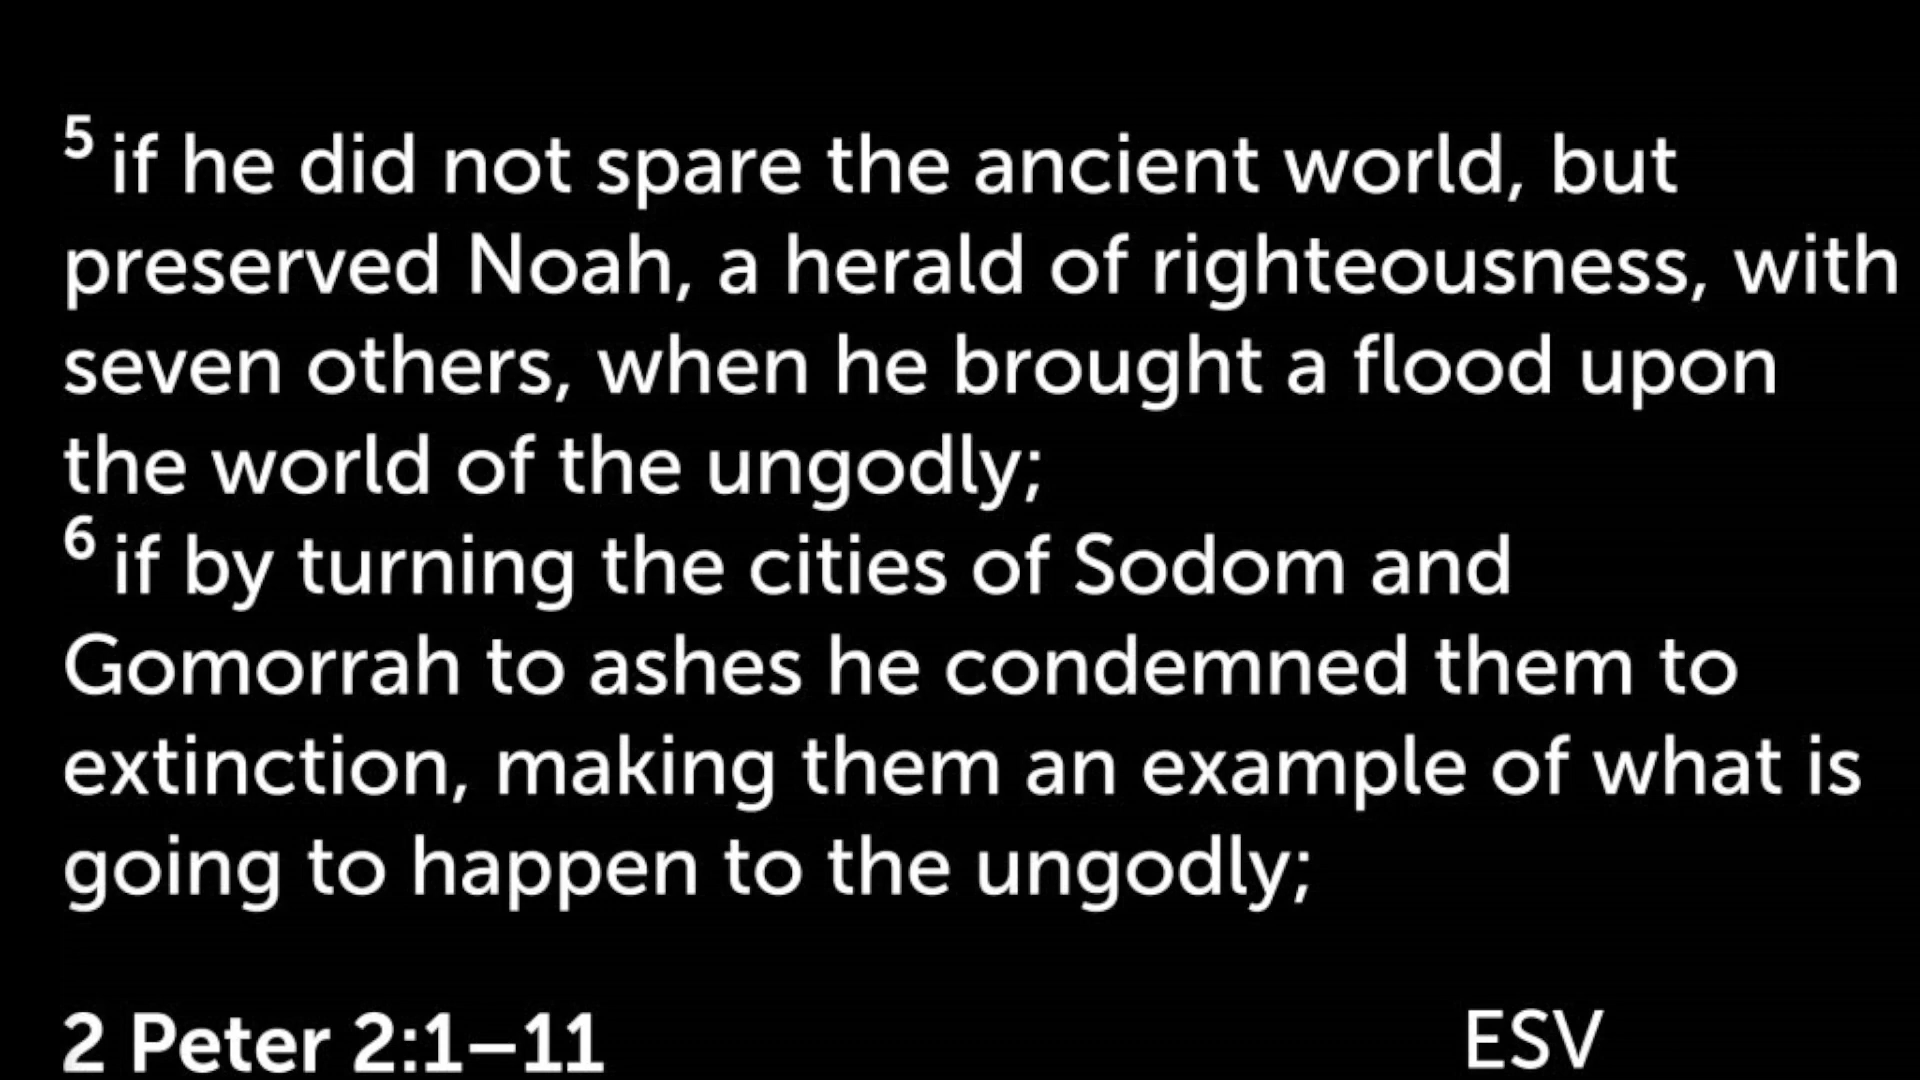 5 if he did not spare the ancient world, but
preserved Noah, a herald of righteousness, with
seven others, when he brought a flood upon
the world of the ungodly;
6 if by turning the cities of Sodom and
Gomorrah to ashes he condemned them to
extinction, making them an example of what is
going to happen to the ungodly;
2 Peter 2:1–11 ESV